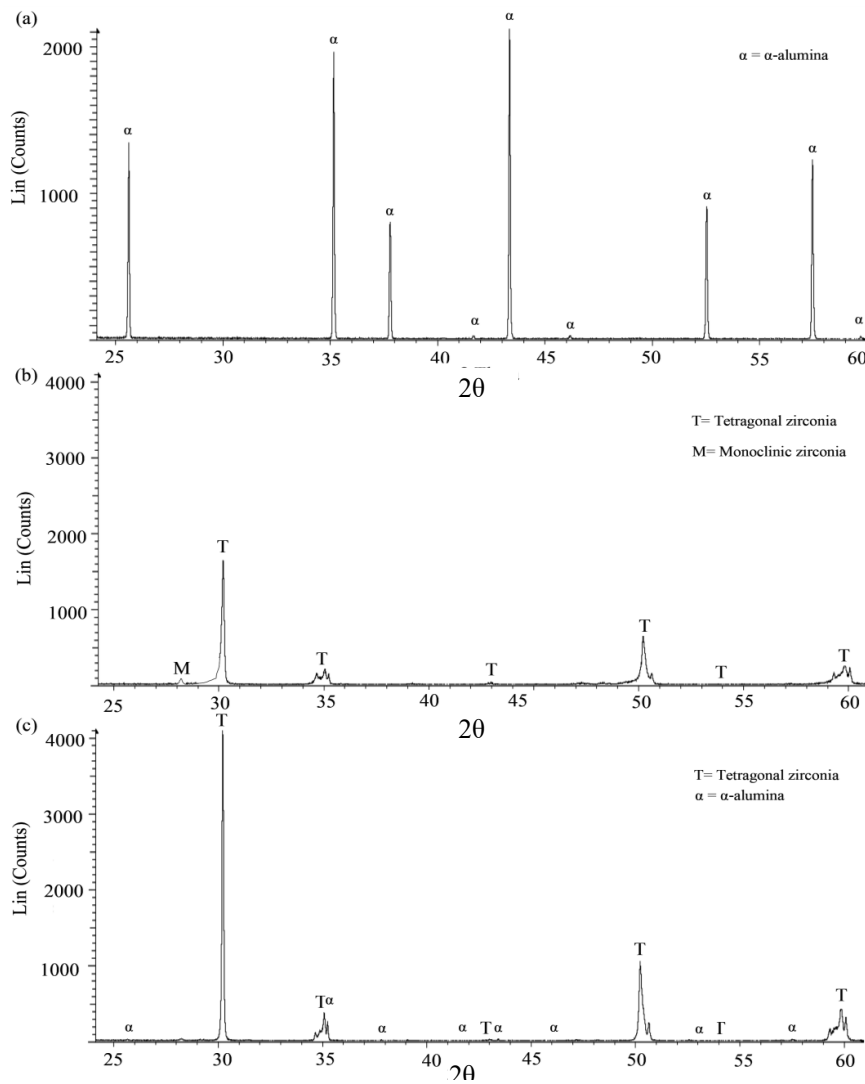 (a)
2000
1000
Lin (Counts)
α
α
α
α
α
α
α
α
α
α = α-alumina
25 30 35 40 45 50 55 60
2θ
(b)
4000
3000
2000
1000
Lin (Counts)
T= Tetragonal zirconia
M= Monoclinic zirconia
M
T
T
T
T
T
T
25 30 35 40 45 50 55 60
2θ
(c)
4000
3000
2000
1000
Lin (Counts)
T= Tetragonal zirconia
α = α-alumina
α
T
Tα
α
α
T α
α
T
α
Γ
α
T
25 30 35 40 45 50 55 60
2θ